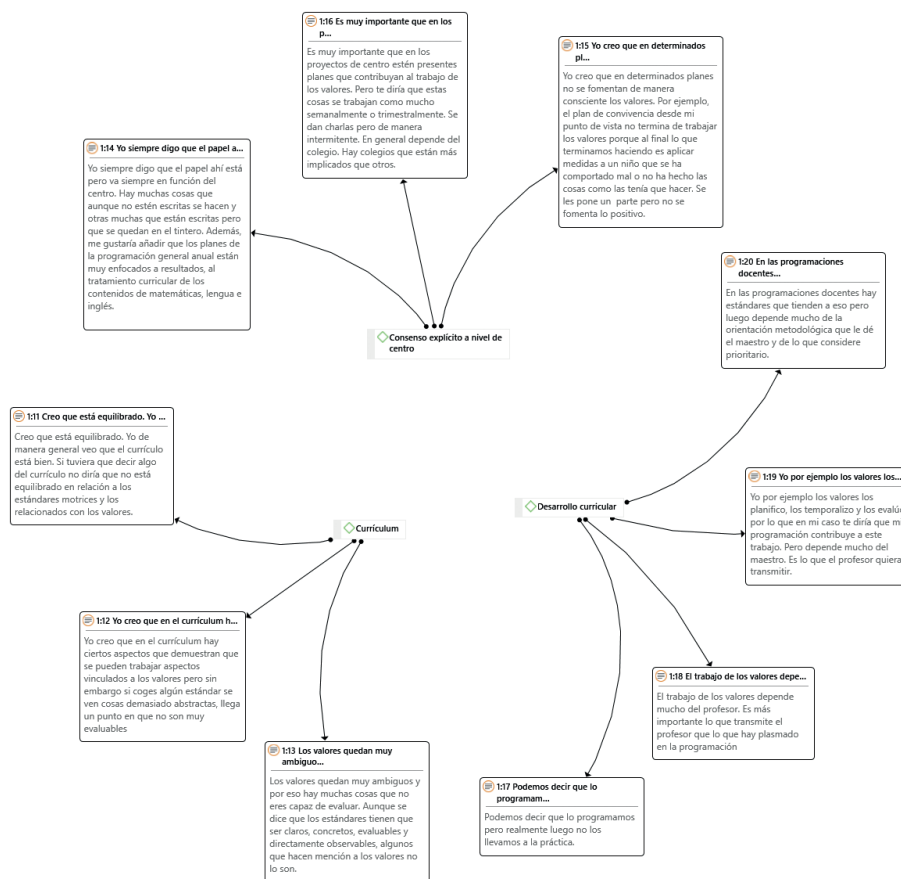 1:16 Es muy importante que en los
p...
Es muy importante que en los
proyectos de centro estén presentes
planes que contribuyan al trabajo de
los valores. Pero te diría que estas
cosas se trabajan como mucho
semanalmente o trimestralmente. Se
dan charlas pero de manera
intermitente. En general depende del
colegio. Hay colegios que están más
implicados que otros.
1:15 Yo creo que en determinados
pl...
Yo creo que en determinados planes
no se fomentan de manera
consciente los valores. Por ejemplo,
el plan de convivencia desde mi
punto de vista no termina de trabajar
los valores porque al final lo que
terminamos haciendo es aplicar
medidas a un niño que se ha
comportado mal o no ha hecho las
cosas como las tenía que hacer. Se
les pone un parte pero no se
fomenta lo positivo.
1:14 Yo siempre digo que el papel a...
Yo siempre digo que el papel ahí está
pero va siempre en función del
centro. Hay muchas cosas que
aunque no estén escritas se hacen y
otras muchas que están escritas pero
que se quedan en el tintero. Además,
me gustaría añadir que los planes de
la programación general anual están
muy enfocados a resultados, al
tratamiento curricular de los
contenidos de matemáticas, lengua e
inglés.
Consenso explícito a nivel de
centro
1:20 En las programaciones
docentes...
En las programaciones docentes hay
estándares que tienden a eso pero
luego depende mucho de la
orientación metodológica que le dé
el maestro y de lo que considere
prioritario.
1:11 Creo que está equilibrado. Yo ...
Creo que está equilibrado. Yo de
manera general veo que el currículo
está bien. Si tuviera que decir algo
del currículo no diría que no está
equilibrado en relación a los
estándares motrices y los
relacionados con los valores.
Currículum
Desarrollo curricular
1:19 Yo por ejemplo los valores los...
Yo por ejemplo los valores los
planifico, los temporalizo y los evalú
por lo que en mi caso te diría que m
programación contribuye a este
trabajo. Pero depende mucho del
maestro. Es lo que el profesor quiera
transmitir.
1:12 Yo creo que en el currículum h...
Yo creo que en el currículum hay
ciertos aspectos que demuestran que
se pueden trabajar aspectos
vinculados a los valores pero sin
embargo si coges algún estándar se
ven cosas demasiado abstractas, llega
un punto en que no son muy
evaluables
1:18 El trabajo de los valores depe...
El trabajo de los valores depende
mucho del profesor. Es más
importante lo que transmite el
profesor que lo que hay plasmado
en la programación
1:13 Los valores quedan muy
ambiguo...
Los valores quedan muy ambiguos y
por eso hay muchas cosas que no
eres capaz de evaluar. Aunque se
dice que los estándares tienen que
ser claros, concretos, evaluables y
directamente observables, algunos
que hacen mención a los valores no
lo son.
1:17 Podemos decir que lo
programam...
Podemos decir que lo programamos
pero realmente luego no los
llevamos a la práctica.